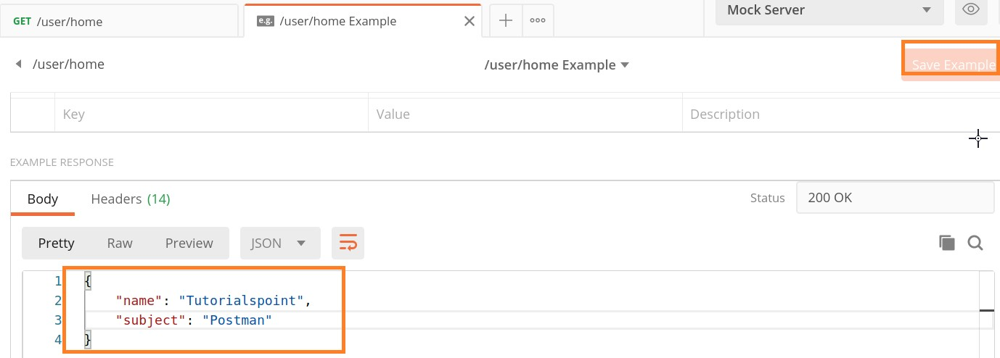 GET /user/home e.g. /user/home Example Mock Server
/user/home /user/home Example Save Example
Key Value Description
EXAMPLE RESPONSE
Body Headers (14) Status 200 OK
Pretty Raw Preview JSON
1 {
2 "name": "Tutorialspoint",
3 "subject": "Postman"
4 }